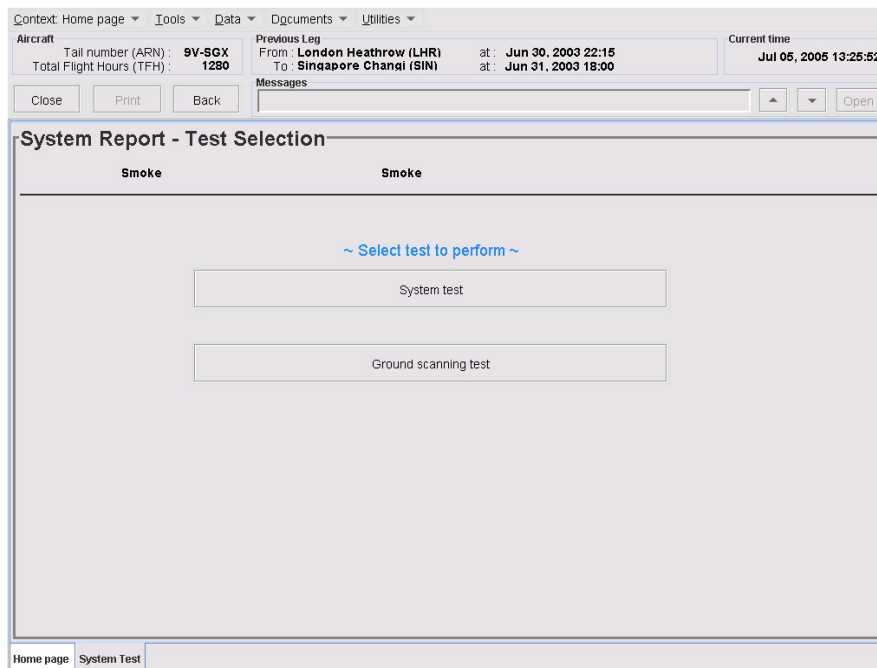 Context: Home page Tools Data Documents Utilities
Aircraft
Tail number (ARN) : 9V-SGX
Total Flight Hours (TFH) : 1280
Previous Leg
From : London Heathrow (LHR) at : Jun 30, 2003 22:15
To : Singapore Changi (SIN) at : Jun 31, 2003 18:00
Current time
Jul 05, 2005 13:25:52
Close Print Back
Messages
Open
System Report - Test Selection
Smoke Smoke
~ Select test to perform ~
System test
Ground scanning test
Home page System Test